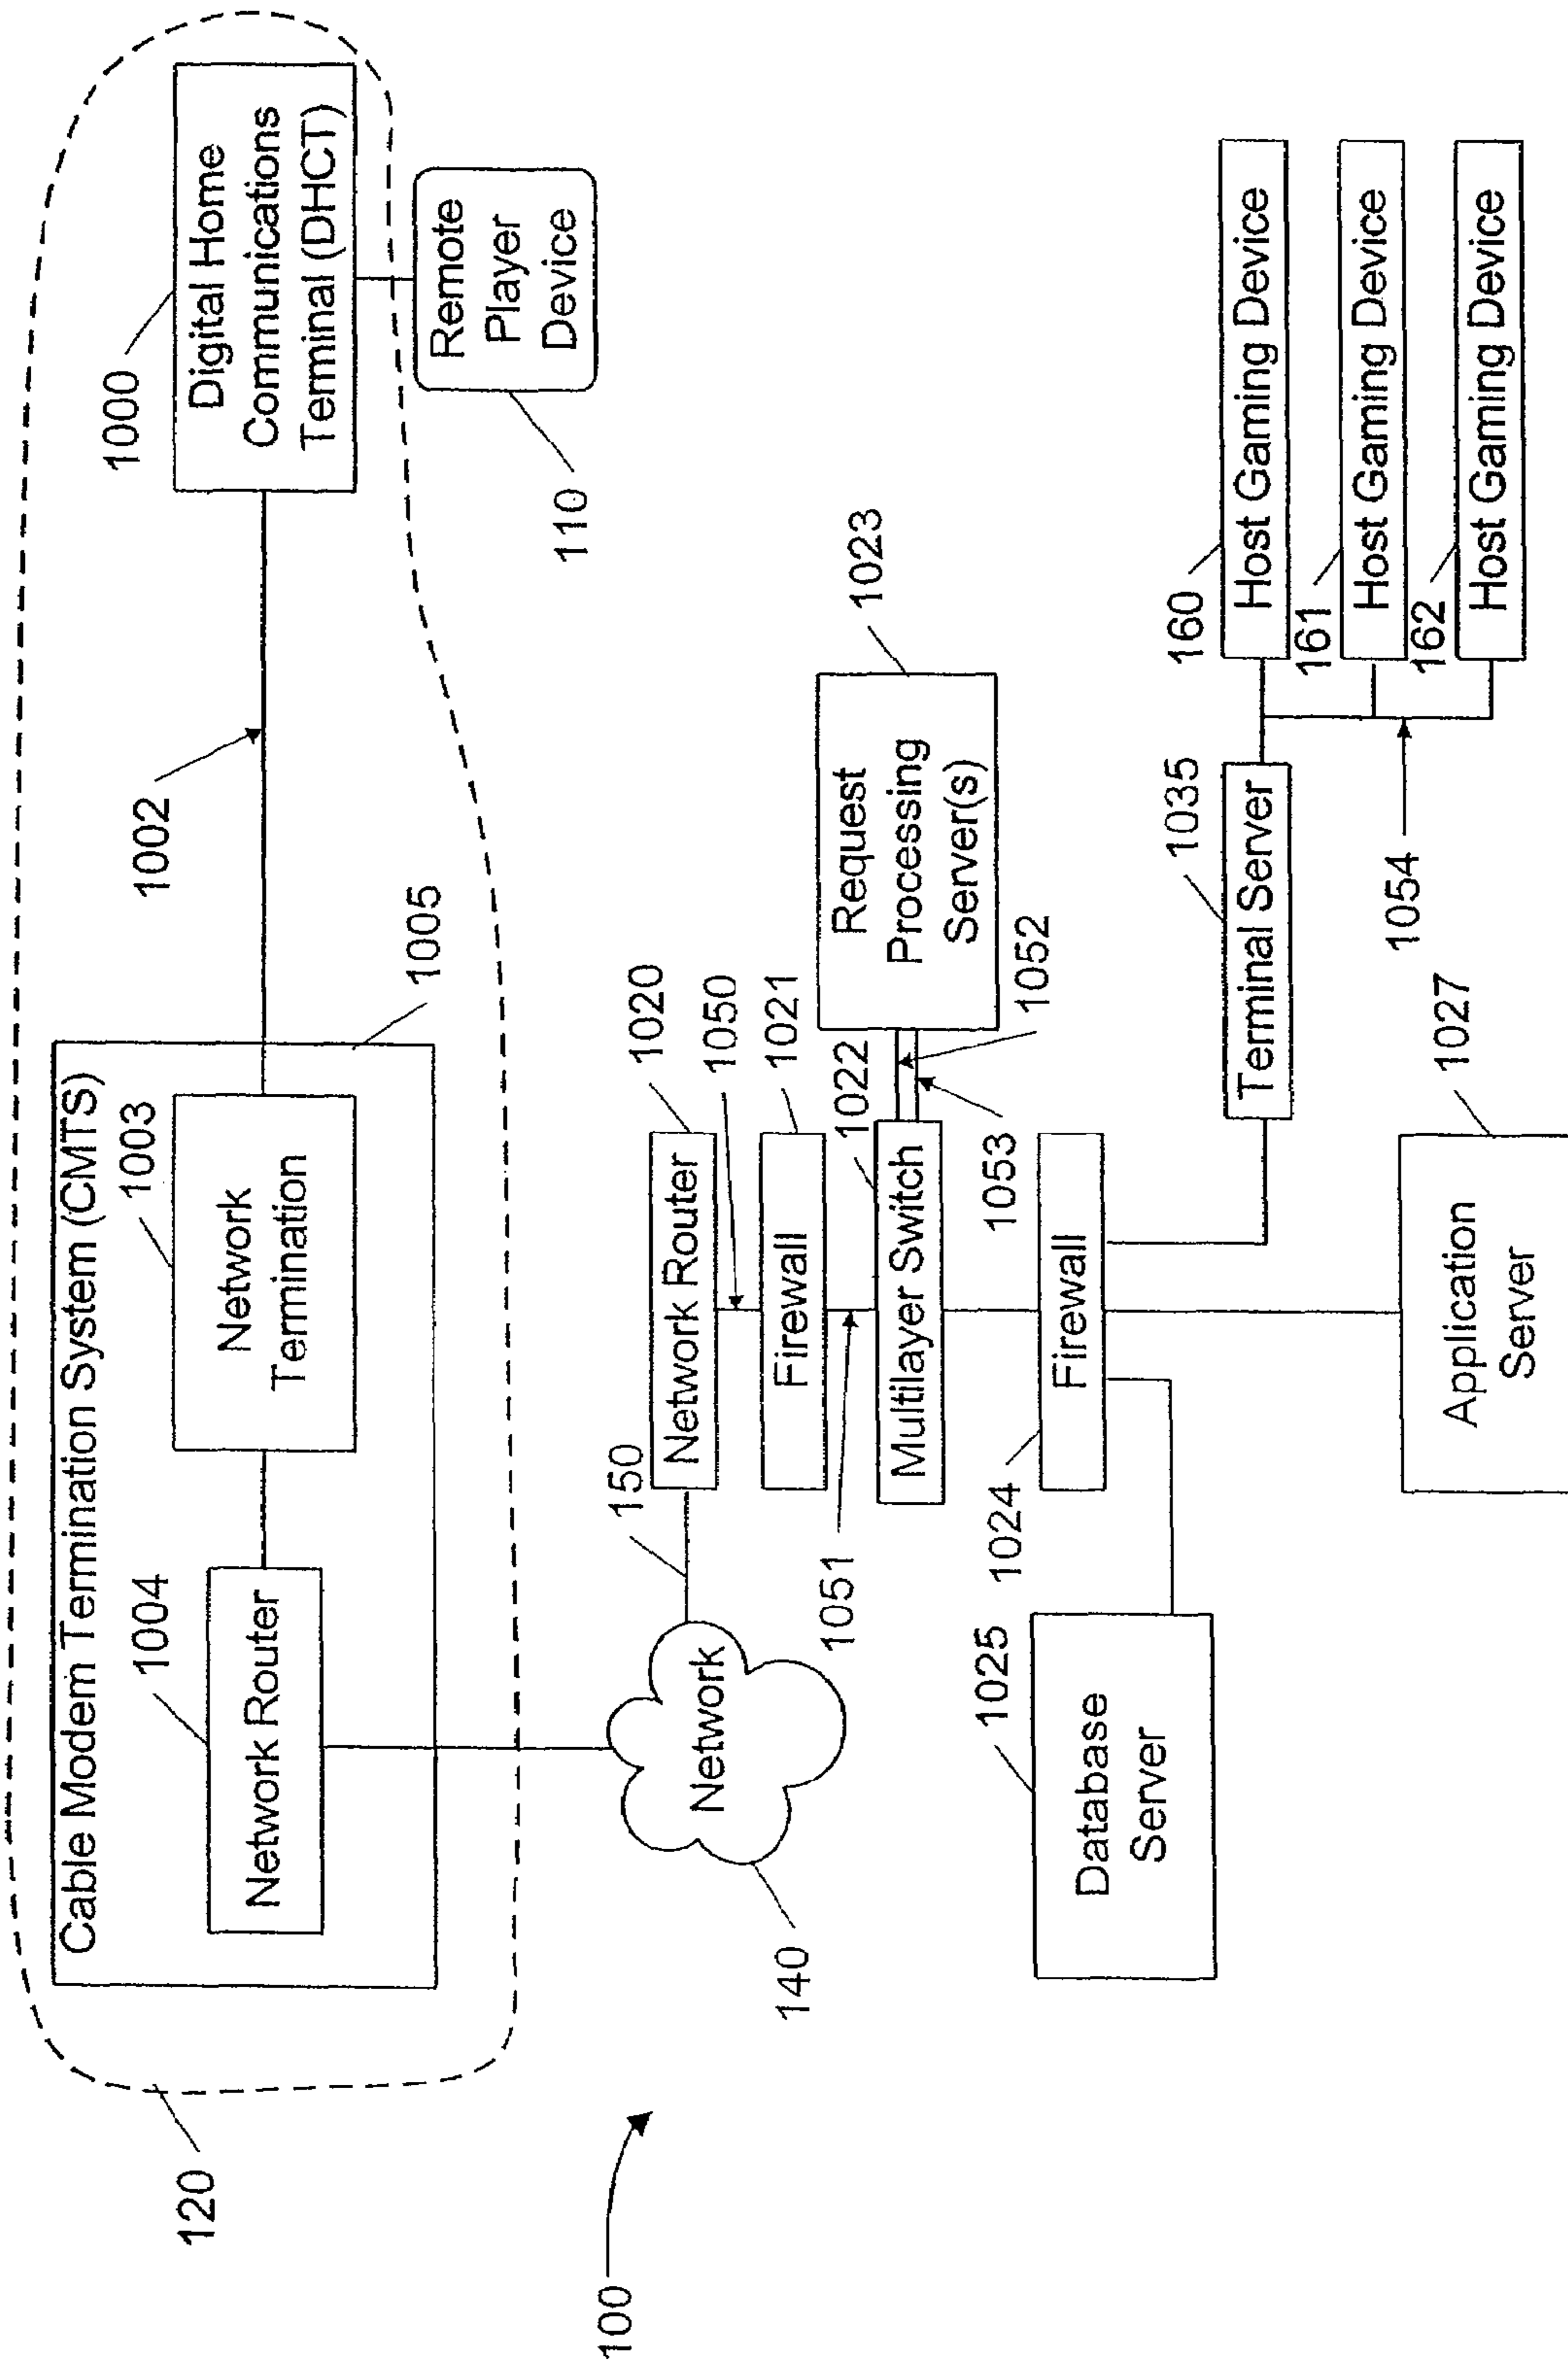 Cable Modem Termination System (CMTS)
1004
Network Router
1003
Network
Termination
1005
1002
1000
Digital Home
Communications
Terminal (DHCT)
Remote
Player
Device
110
120
100
140
Network
150
Network Router
1020
1050
Firewall
1021
1051
Multilayer Switch
1022
1052
1053
Request
Processing
Server(s)
1023
1024
Firewall
1025
Database
Server
Application
Server
1027
Terminal Server
1035
1054
160
Host Gaming Device
161
Host Gaming Device
162
Host Gaming Device